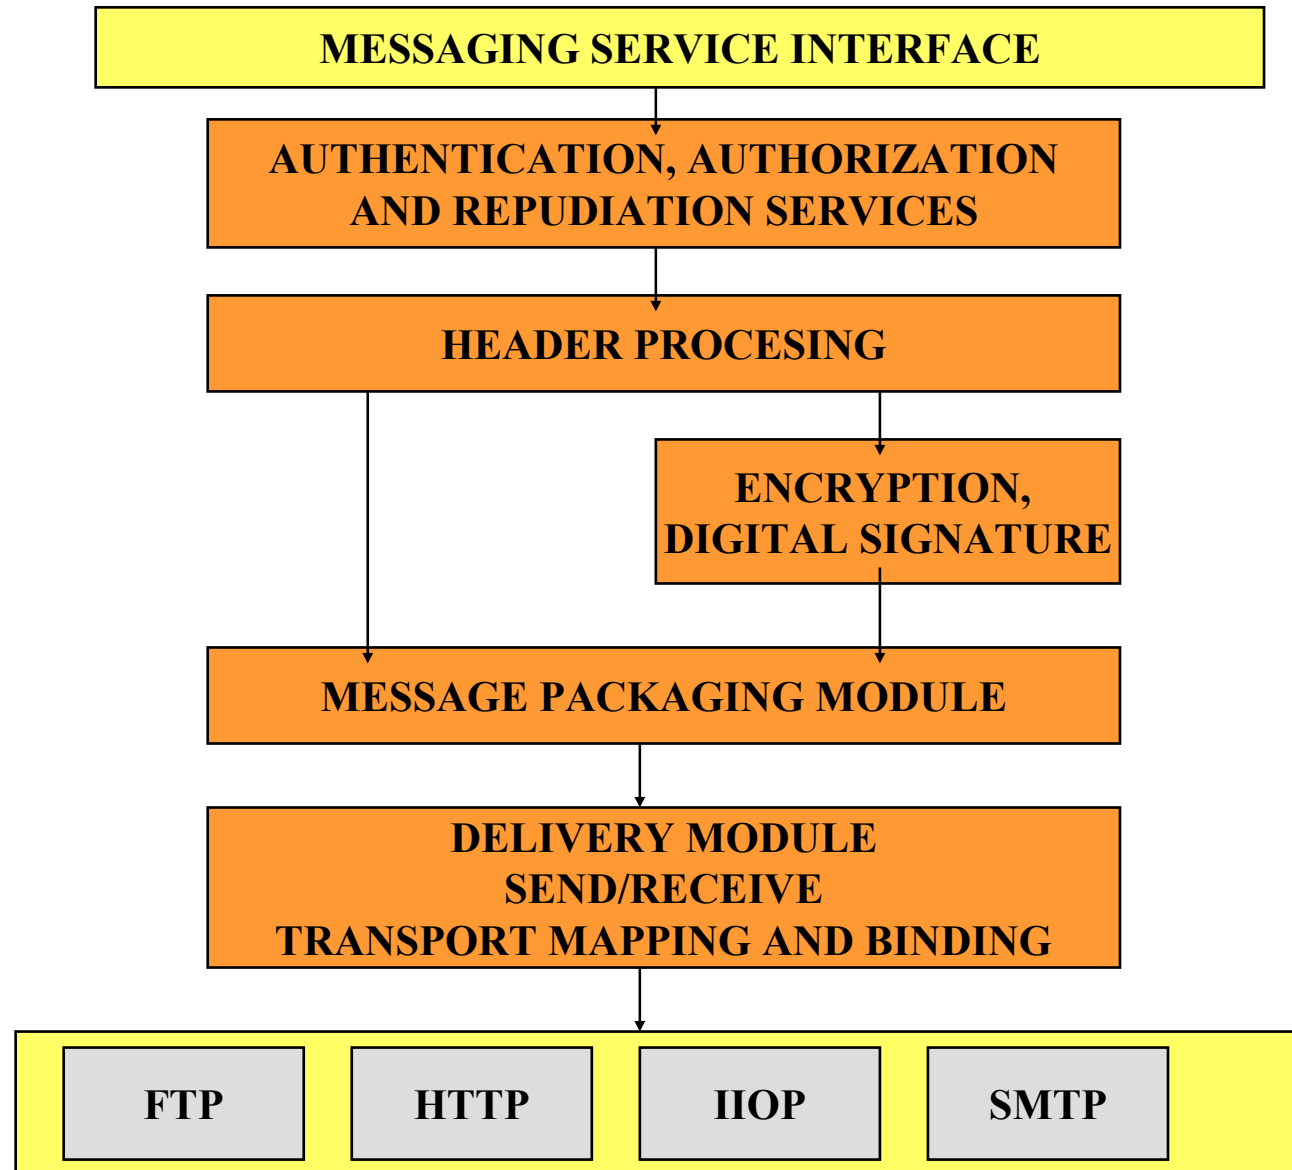 MESSAGING SERVICE INTERFACE
AUTHENTICATION, AUTHORIZATION
AND REPUDIATION SERVICES
HEADER PROCESING
ENCRYPTION,
DIGITAL SIGNATURE
MESSAGE PACKAGING MODULE
DELIVERY MODULE
SEND/RECEIVE
TRANSPORT MAPPING AND BINDING
FTP HTTP IIOP SMTP